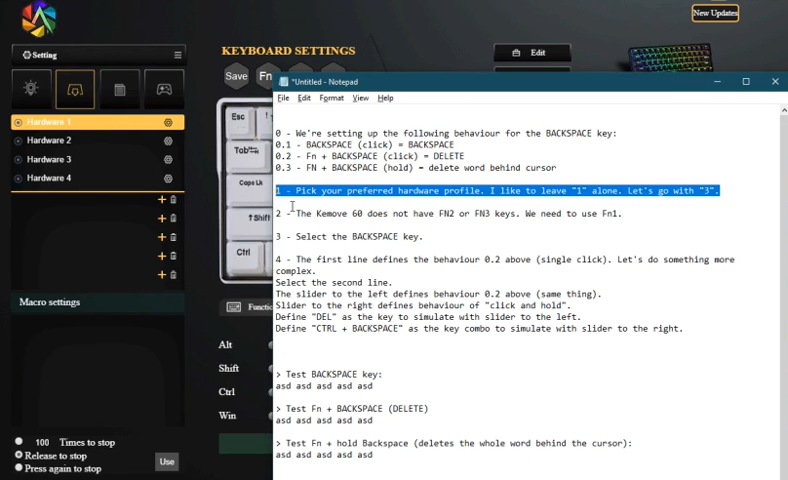 New Updates
Setting
KEYBOARD SETTINGS
Edit
Save
Fn
*Untitled - Notepad
File Edit Format View Help
Esc
Tab
Caps Lk
Shift
Ctrl
Hardware 1
Hardware 2
Hardware 3
Hardware 4
0 - We're setting up the following behaviour for the BACKSPACE key:
0.1 - BACKSPACE (click) = BACKSPACE
0.2 - Fn + BACKSPACE (click) = DELETE
0.3 - FN + BACKSPACE (hold) = delete word behind cursor
1 - Pick your preferred hardware profile. I like to leave "1" alone. Let's go with "3".
2 - The Kemove 60 does not have FN2 or FN3 keys. We need to use Fn1.
3 - Select the BACKSPACE key.
4 - The first line defines the behaviour 0.2 above (single click). Let's do something more
complex.
Select the second line.
The slider to the left defines behaviour 0.2 above (same thing).
Slider to the right defines behaviour of "click and hold".
Define "DEL" as the key to simulate with slider to the left.
Define "CTRL + BACKSPACE" as the key combo to simulate with slider to the right.
> Test BACKSPACE key:
asd asd asd asd asd
> Test Fn + BACKSPACE (DELETE)
asd asd asd asd asd
> Test Fn + hold Backspace (deletes the whole word behind the cursor):
asd asd asd asd asd
Macro settings
Alt
Shift
Ctrl
Win
100 Times to stop
Release to stop
Press again to stop
Use